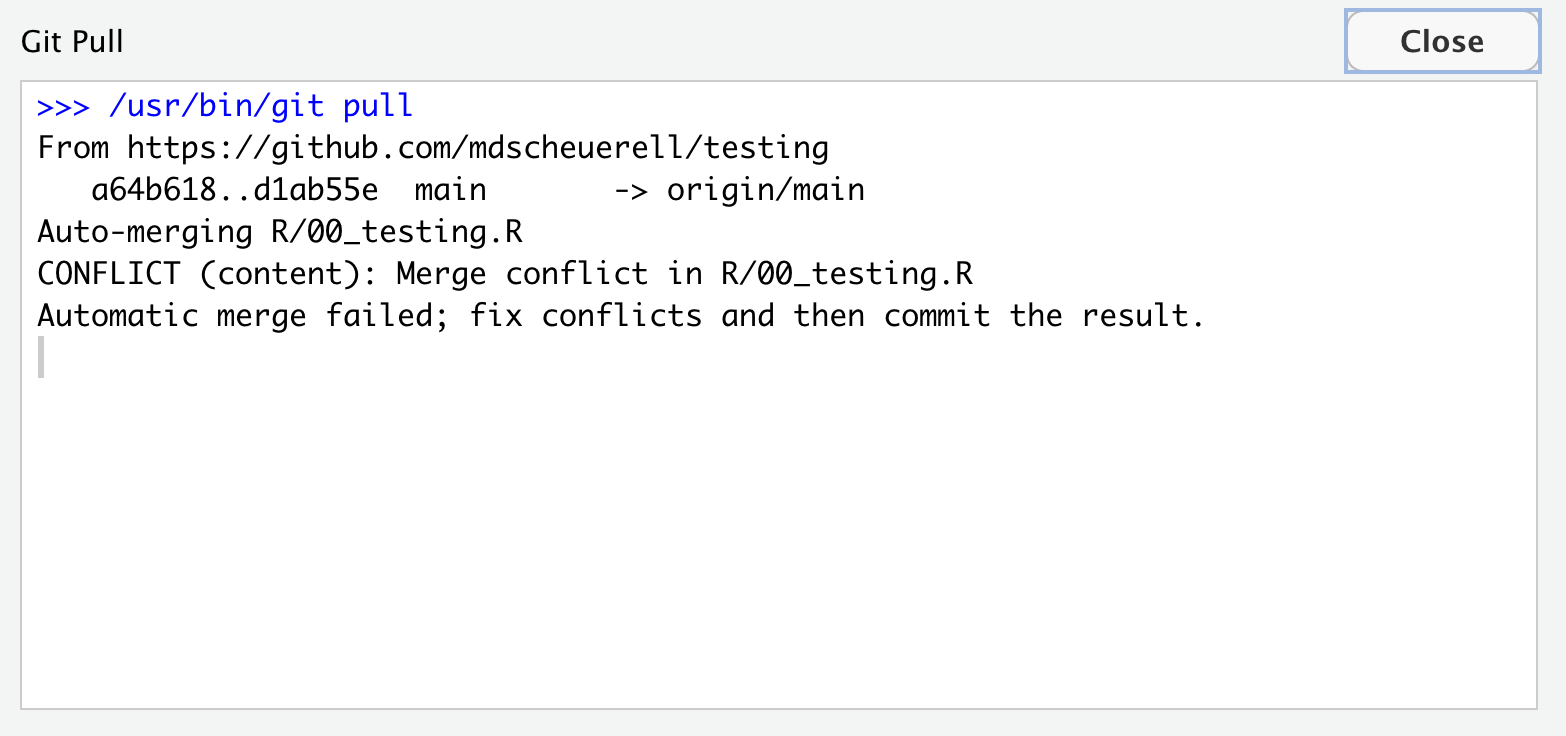 Git Pull
Close
>>> /usr/bin/git pull
From https://github.com/mdscheuerell/testing
   a64b618..d1ab55e  main       -> origin/main
Auto-merging R/00_testing.R
CONFLICT (content): Merge conflict in R/00_testing.R
Automatic merge failed; fix conflicts and then commit the result.